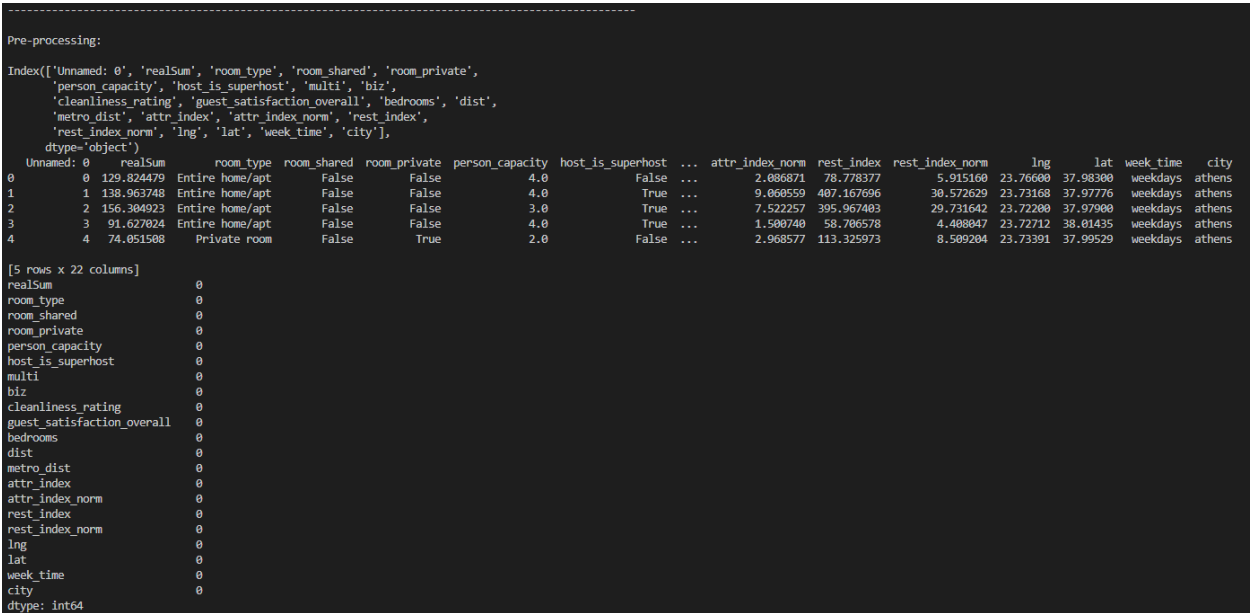 --------------------------------------------------------------------------------------------------------
Pre-processing:
Index(['Unnamed: 0', 'realSum', 'room_type', 'room_shared', 'room_private',
       'person_capacity', 'host_is_superhost', 'multi', 'biz',
       'cleanliness_rating', 'guest_satisfaction_overall', 'bedrooms', 'dist',
       'metro_dist', 'attr_index', 'attr_index_norm', 'rest_index',
       'rest_index_norm', 'lng', 'lat', 'week_time', 'city'],
      dtype='object')
   Unnamed: 0     realSum        room_type room_shared  room_private  person_capacity  host_is_superhost  ...  attr_index_norm  rest_index  rest_index_norm       lng       lat  week_time    city
0           0  129.824479  Entire home/apt       False         False              4.0              False  ...         2.086871   78.778377         5.915160  23.76600  37.98300   weekdays  athens
1           1  138.963748  Entire home/apt       False         False              4.0               True  ...         9.060559  407.167696        30.572629  23.73168  37.97776   weekdays  athens
2           2  156.304923  Entire home/apt       False         False              3.0               True  ...         7.522257  395.967403        29.731642  23.72200  37.97900   weekdays  athens
3           3   91.627024  Entire home/apt       False         False              4.0               True  ...         1.500740   58.706578         4.408047  23.72712  38.01435   weekdays  athens
4           4   74.051508     Private room       False          True              2.0              False  ...         2.968577  113.325973         8.509204  23.73391  37.99529   weekdays  athens
[5 rows x 22 columns]
realSum                       0
room_type                     0
room_shared                   0
room_private                  0
person_capacity               0
host_is_superhost             0
multi                         0
biz                           0
cleanliness_rating            0
guest_satisfaction_overall    0
bedrooms                      0
dist                          0
metro_dist                    0
attr_index                    0
attr_index_norm               0
rest_index                    0
rest_index_norm               0
lng                           0
lat                           0
week_time                     0
city                          0
dtype: int64